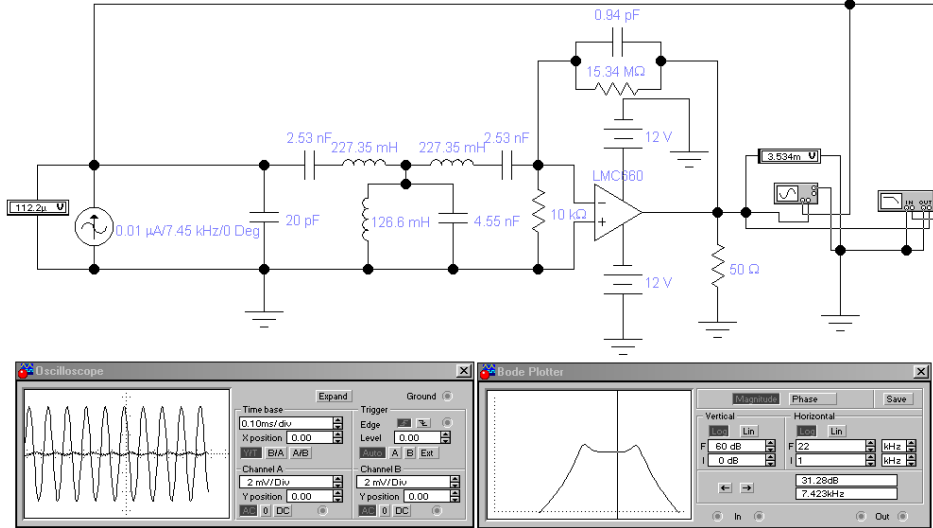 0.94 pF
15.34 MΩ
2.53 nF
227.35 mH
227.35 mH
2.53 nF
12 V
3.534m V
LMC660
112.2µ V
0.01 µA/7.45 kHz/0 Deg
20 pF
126.6 mH
4.55 nF
10 kΩ
IN OUT
12 V
50 Ω
Oscilloscope
Expand
Ground
Time base
0.10ms/div
X position 0.00
Y/T B/A A/B
Trigger
Edge
Level 0.00
Auto A B Ext
Channel A
2 mV/Div
Y position 0.00
AC 0 DC
Channel B
2 mV/Div
Y position 0.00
AC 0 DC
Bode Plotter
Magnitude Phase Save
Vertical
Log Lin
F 60 dB
I 0 dB
Horizontal
Log Lin
F 22 kHz
I 1 kHz
31.28dB
7.423kHz
In Out